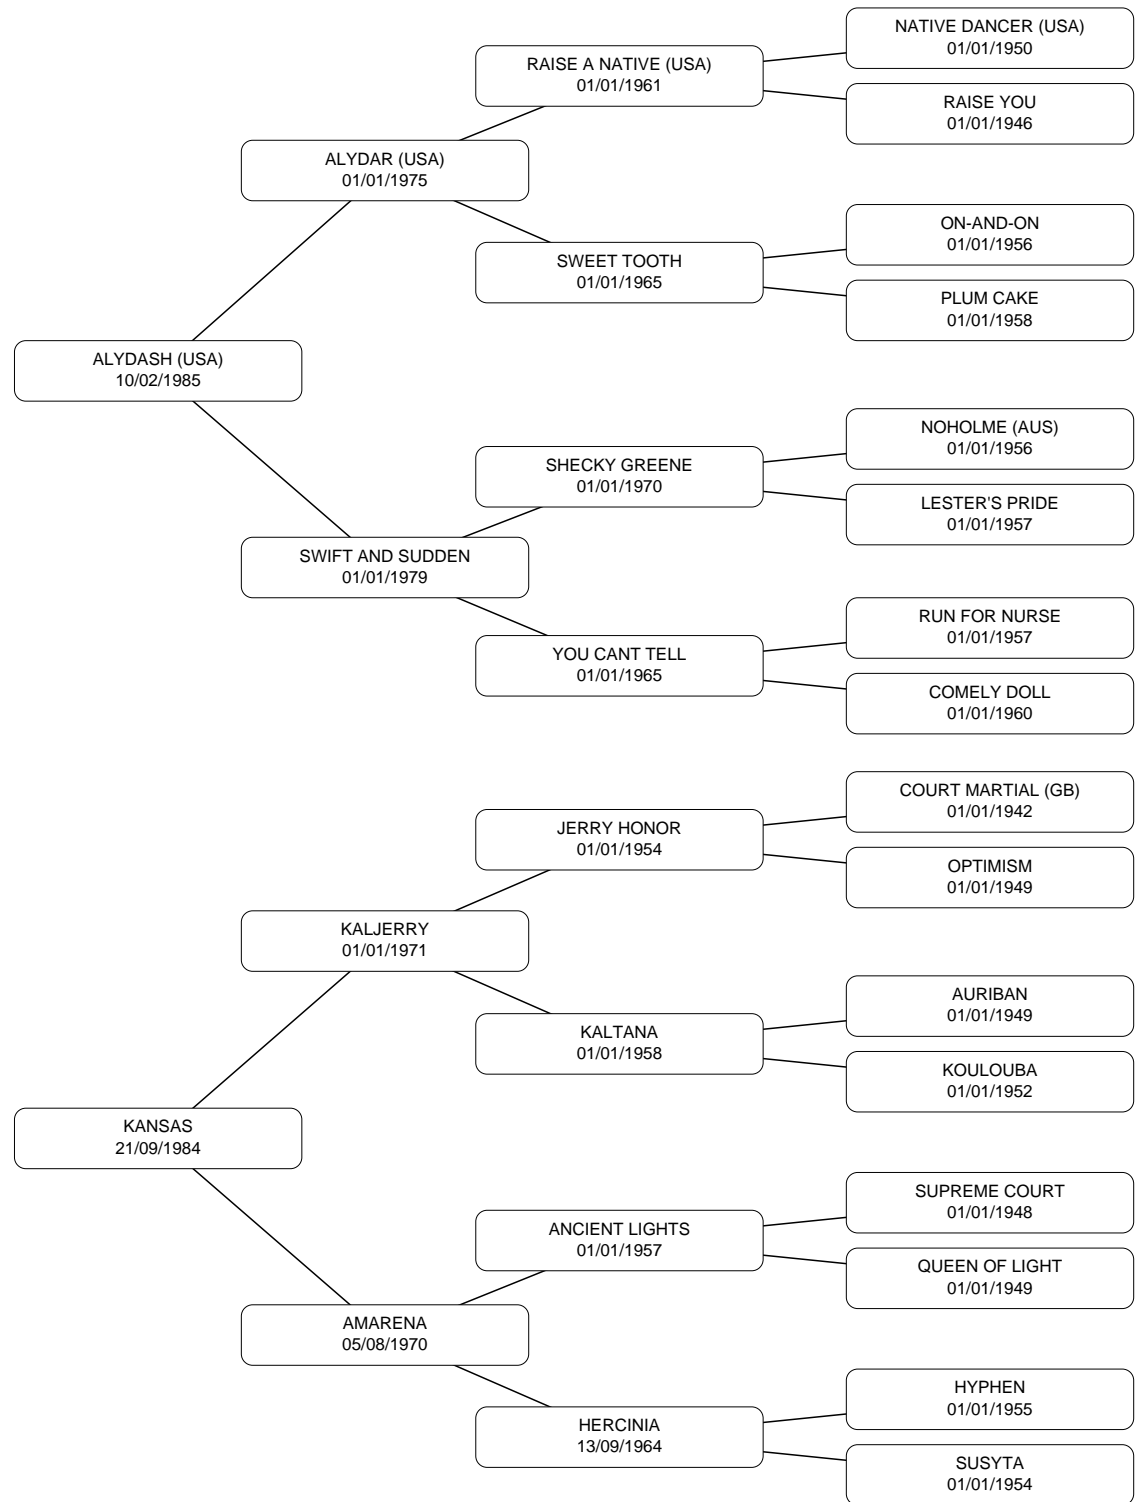 NATIVE DANCER (USA)
01/01/1950
RAISE A NATIVE (USA)
01/01/1961
RAISE YOU
01/01/1946
ALYDAR (USA)
01/01/1975
ON-AND-ON
01/01/1956
SWEET TOOTH
01/01/1965
PLUM CAKE
01/01/1958
ALYDASH (USA)
10/02/1985
NOHOLME (AUS)
01/01/1956
SHECKY GREENE
01/01/1970
LESTER'S PRIDE
01/01/1957
SWIFT AND SUDDEN
01/01/1979
RUN FOR NURSE
01/01/1957
YOU CANT TELL
01/01/1965
COMELY DOLL
01/01/1960
COURT MARTIAL (GB)
01/01/1942
JERRY HONOR
01/01/1954
OPTIMISM
01/01/1949
KALJERRY
01/01/1971
AURIBAN
01/01/1949
KALTANA
01/01/1958
KOULOUBA
01/01/1952
KANSAS
21/09/1984
SUPREME COURT
01/01/1948
ANCIENT LIGHTS
01/01/1957
QUEEN OF LIGHT
01/01/1949
AMARENA
05/08/1970
HYPHEN
01/01/1955
HERCINIA
13/09/1964
SUSYTA
01/01/1954